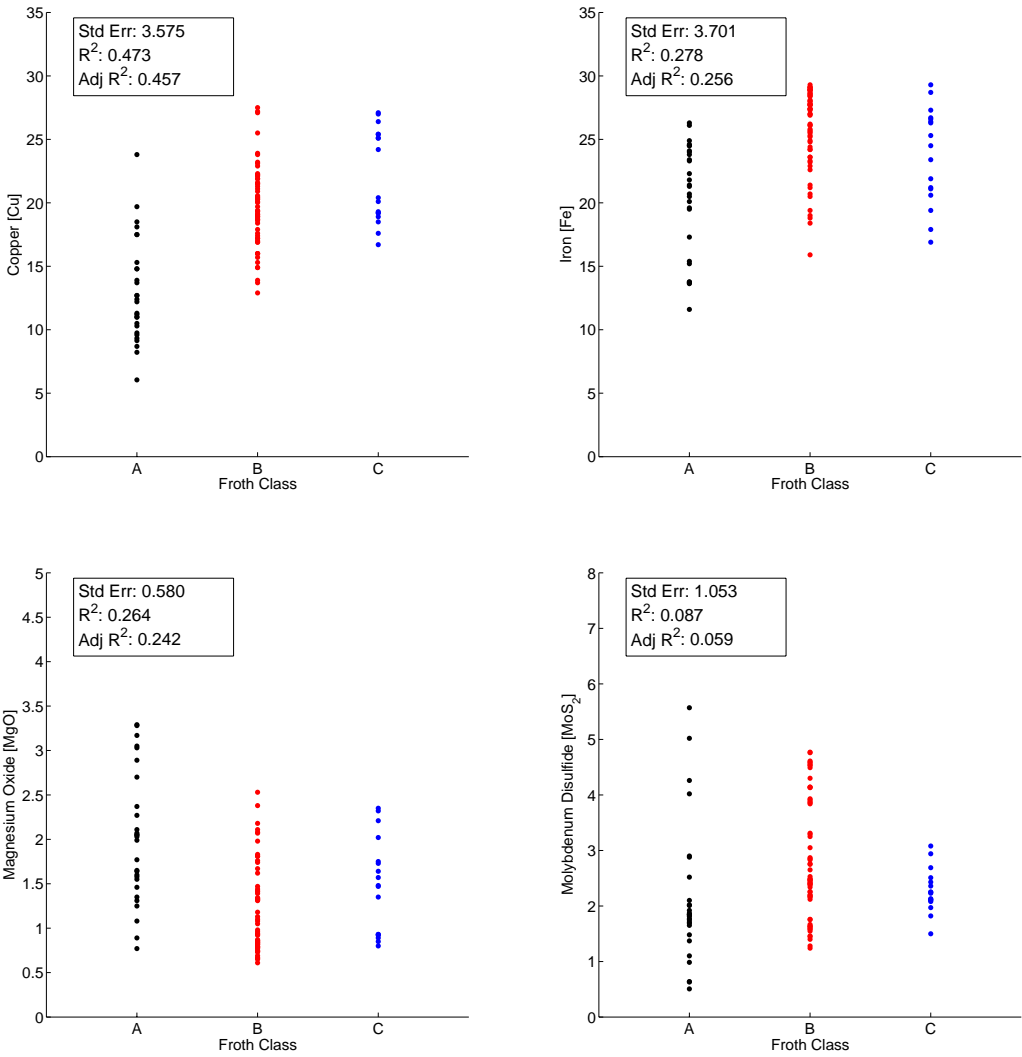 Std Err: 3.575
R²: 0.473
Adj R²: 0.457
35
30
25
20
15
10
5
0
Copper [Cu]
A B C
Froth Class
Std Err: 3.701
R²: 0.278
Adj R²: 0.256
35
30
25
20
15
10
5
0
Iron [Fe]
A B C
Froth Class
Std Err: 0.580
R²: 0.264
Adj R²: 0.242
5
4.5
4
3.5
3
2.5
2
1.5
1
0.5
0
Magnesium Oxide [MgO]
A B C
Froth Class
Std Err: 1.053
R²: 0.087
Adj R²: 0.059
8
7
6
5
4
3
2
1
0
Molybdenum Disulfide [MoS₂]
A B C
Froth Class